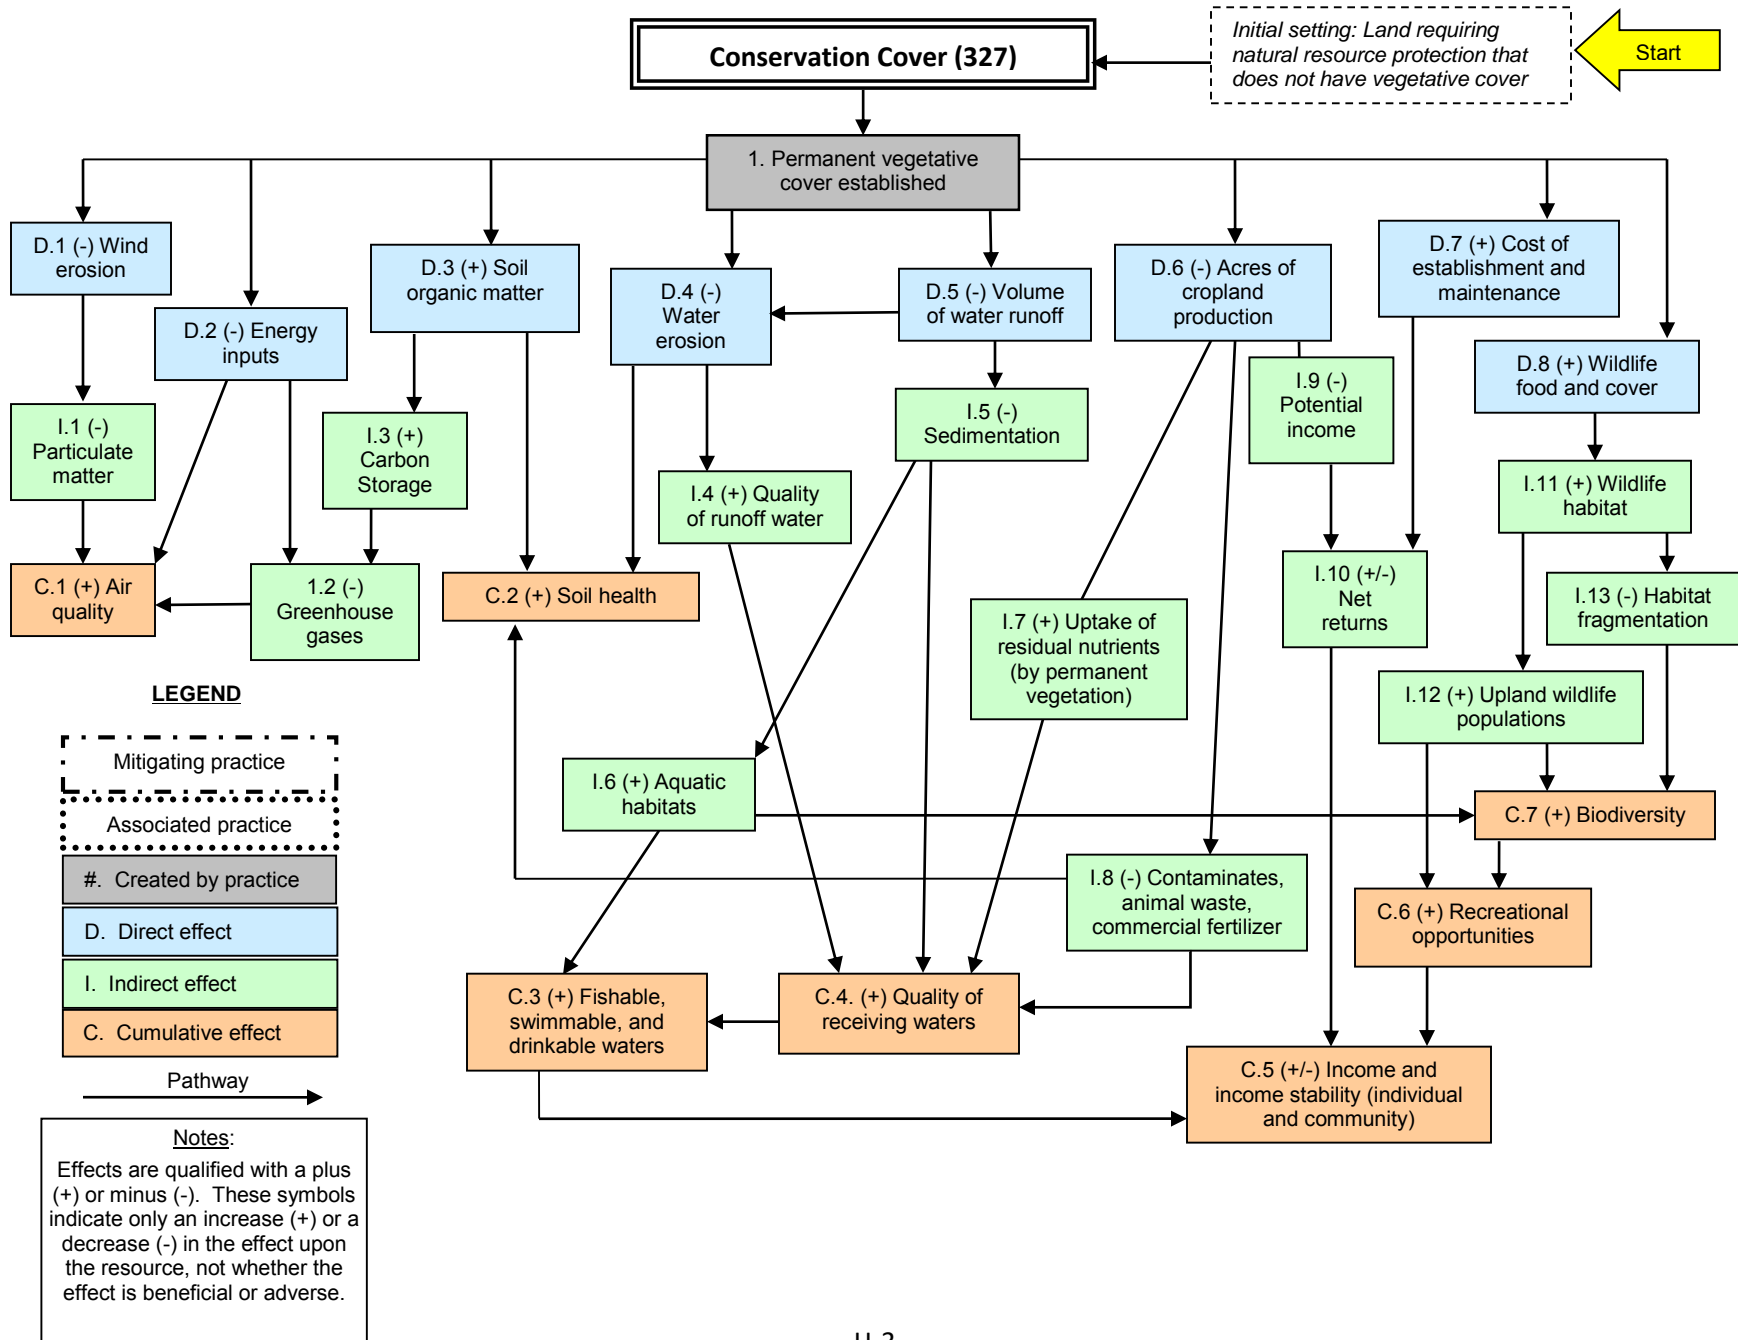 Conservation Cover (327)
Initial setting: Land requiring
natural resource protection that
does not have vegetative cover
Start
1. Permanent vegetative
cover established
D.1 (-) Wind
erosion
D.2 (-) Energy
inputs
D.3 (+) Soil
organic matter
D.4 (-)
Water
erosion
D.5 (-) Volume
of water runoff
D.6 (-) Acres of
cropland
production
D.7 (+) Cost of
establishment and
maintenance
D.8 (+) Wildlife
food and cover
I.1 (-)
Particulate
matter
I.3 (+)
Carbon
Storage
I.4 (+) Quality
of runoff water
I.5 (-)
Sedimentation
I.9 (-)
Potential
income
I.11 (+) Wildlife
habitat
C.1 (+) Air
quality
1.2 (-)
Greenhouse
gases
C.2 (+) Soil health
I.7 (+) Uptake of
residual nutrients
(by permanent
vegetation)
I.10 (+/-)
Net
returns
I.13 (-) Habitat
fragmentation
I.12 (+) Upland wildlife
populations
I.6 (+) Aquatic
habitats
C.7 (+) Biodiversity
I.8 (-) Contaminates,
animal waste,
commercial fertilizer
C.6 (+) Recreational
opportunities
C.3 (+) Fishable,
swimmable, and
drinkable waters
C.4. (+) Quality of
receiving waters
C.5 (+/-) Income and
income stability (individual
and community)
LEGEND
Mitigating practice
Associated practice
#. Created by practice
D. Direct effect
I. Indirect effect
C. Cumulative effect
Pathway
Notes:
Effects are qualified with a plus
(+) or minus (-). These symbols
indicate only an increase (+) or a
decrease (-) in the effect upon
the resource, not whether the
effect is beneficial or adverse.